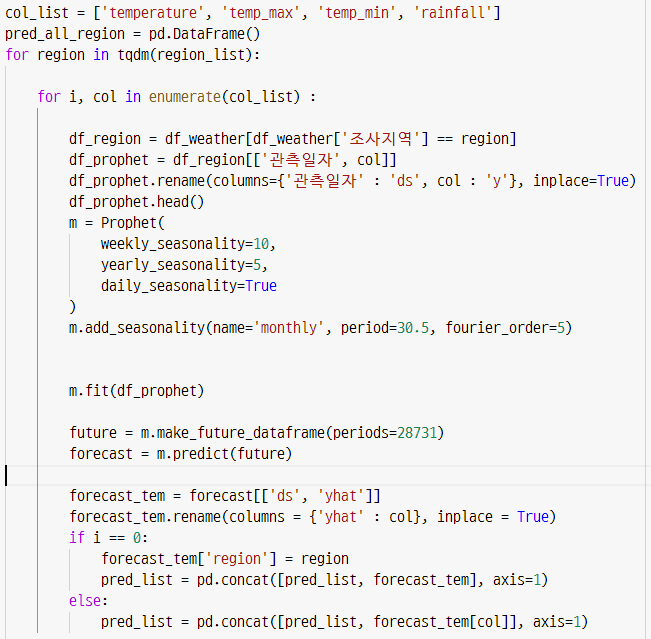 col_list = ['temperature', 'temp_max', 'temp_min', 'rainfall']
pred_all_region = pd.DataFrame()
for region in tqdm(region_list):
for i, col in enumerate(col_list) :
df_region = df_weather[df_weather['조사지역'] == region]
df_prophet = df_region[['관측일자', col]]
df_prophet.rename(columns={'관측일자' : 'ds', col : 'y'}, inplace=True)
df_prophet.head()
m = Prophet(
weekly_seasonality=10,
yearly_seasonality=5,
daily_seasonality=True
)
m.add_seasonality(name='monthly', period=30.5, fourier_order=5)
m.fit(df_prophet)
future = m.make_future_dataframe(periods=28731)
forecast = m.predict(future)
forecast_tem = forecast[['ds', 'yhat']]
forecast_tem.rename(columns = {'yhat' : col}, inplace = True)
if i == 0:
forecast_tem['region'] = region
pred_list = pd.concat([pred_list, forecast_tem], axis=1)
else:
pred_list = pd.concat([pred_list, forecast_tem[col]], axis=1)